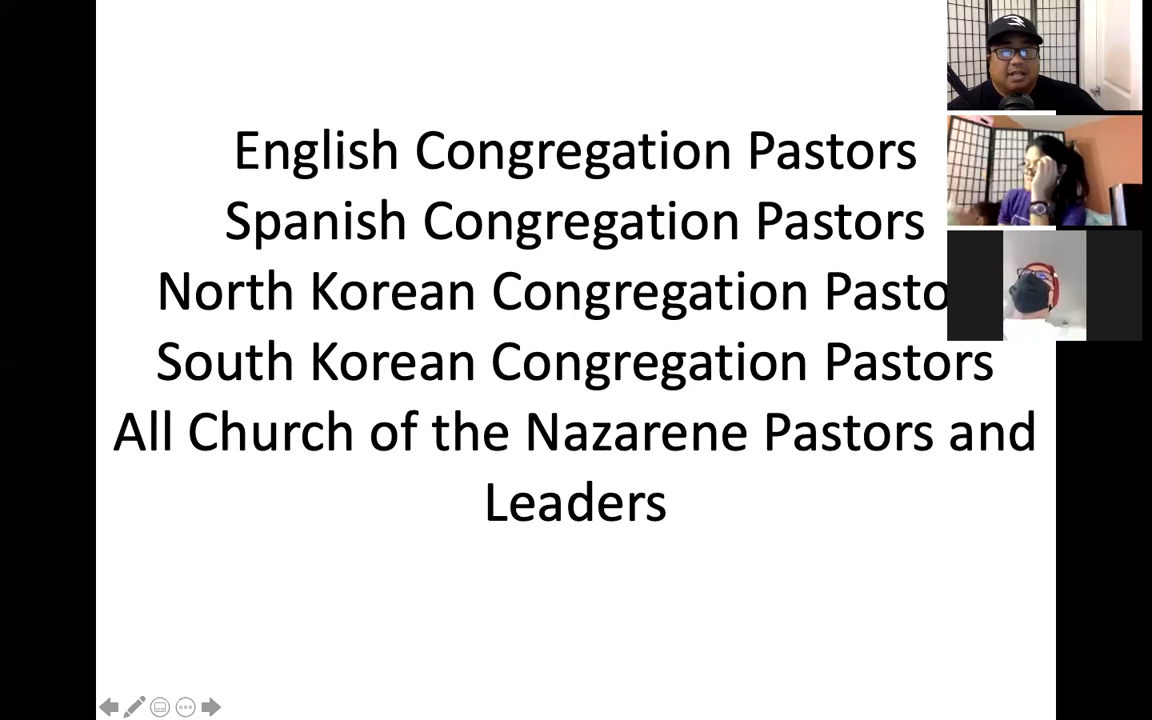 English Congregation Pastors
Spanish Congregation Pastors
North Korean Congregation
South Korean Congregation Pastors
All Church of the Nazarene Pastors and
Leaders